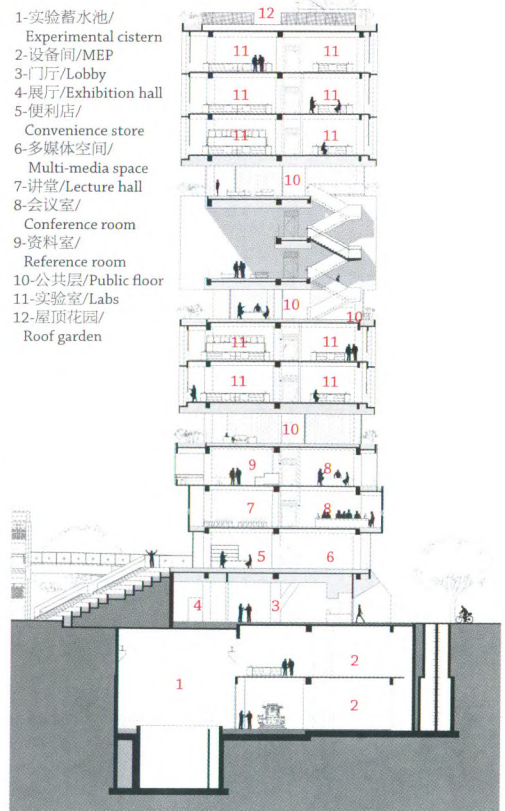 1-实验蓄水池/
Experimental cistern
2-设备间/MEP
3-门厅/Lobby
4-展厅/Exhibition hall
5-便利店/
Convenience store
6-多媒体空间/
Multi-media space
7-讲堂/Lecture hall
8-会议室/
Conference room
9-资料室/
Reference room
10-公共层/Public floor
11-实验室/Labs
12-屋顶花园/
Roof garden
12
11 11
11 11
11 11
10
10
10
11 11
11 11
10
9 8
7 8
5 6
4 3
2
1
2